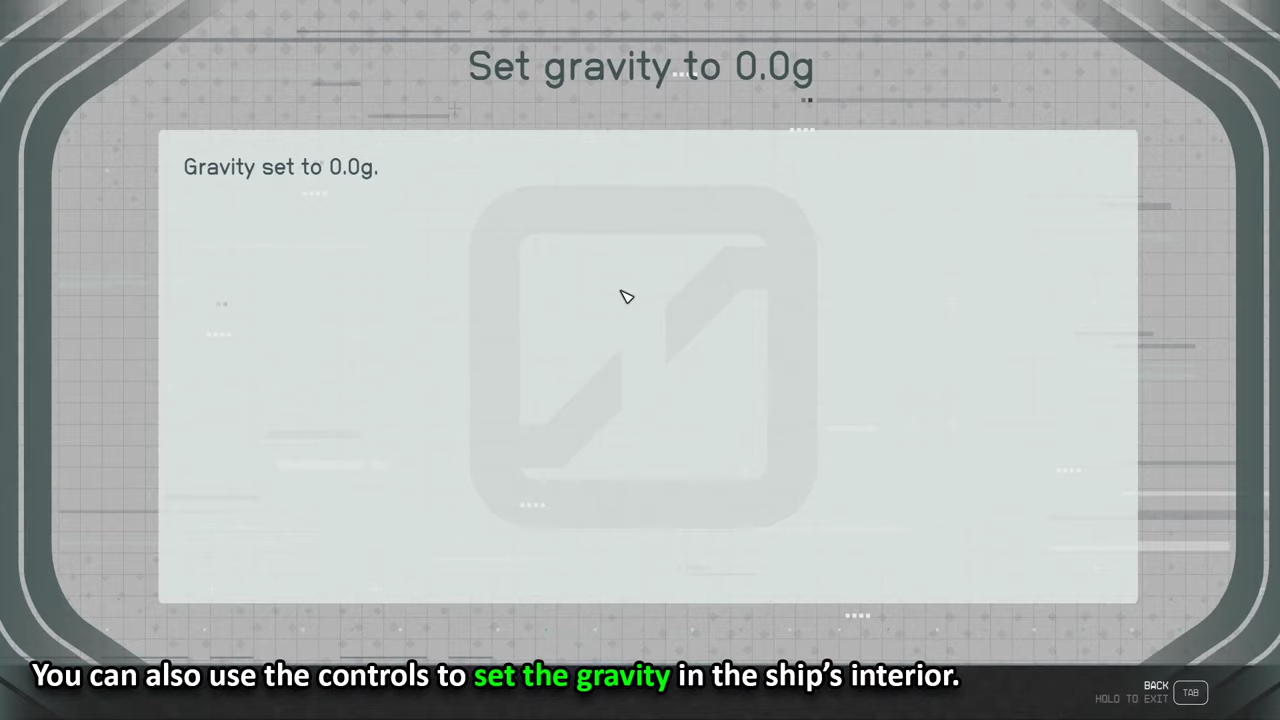 Set gravity to 0.0g
Gravity set to 0.0g.
You can also use the controls to set the gravity in the ship's interior.
BACK
HOLD TO EXIT
TAB